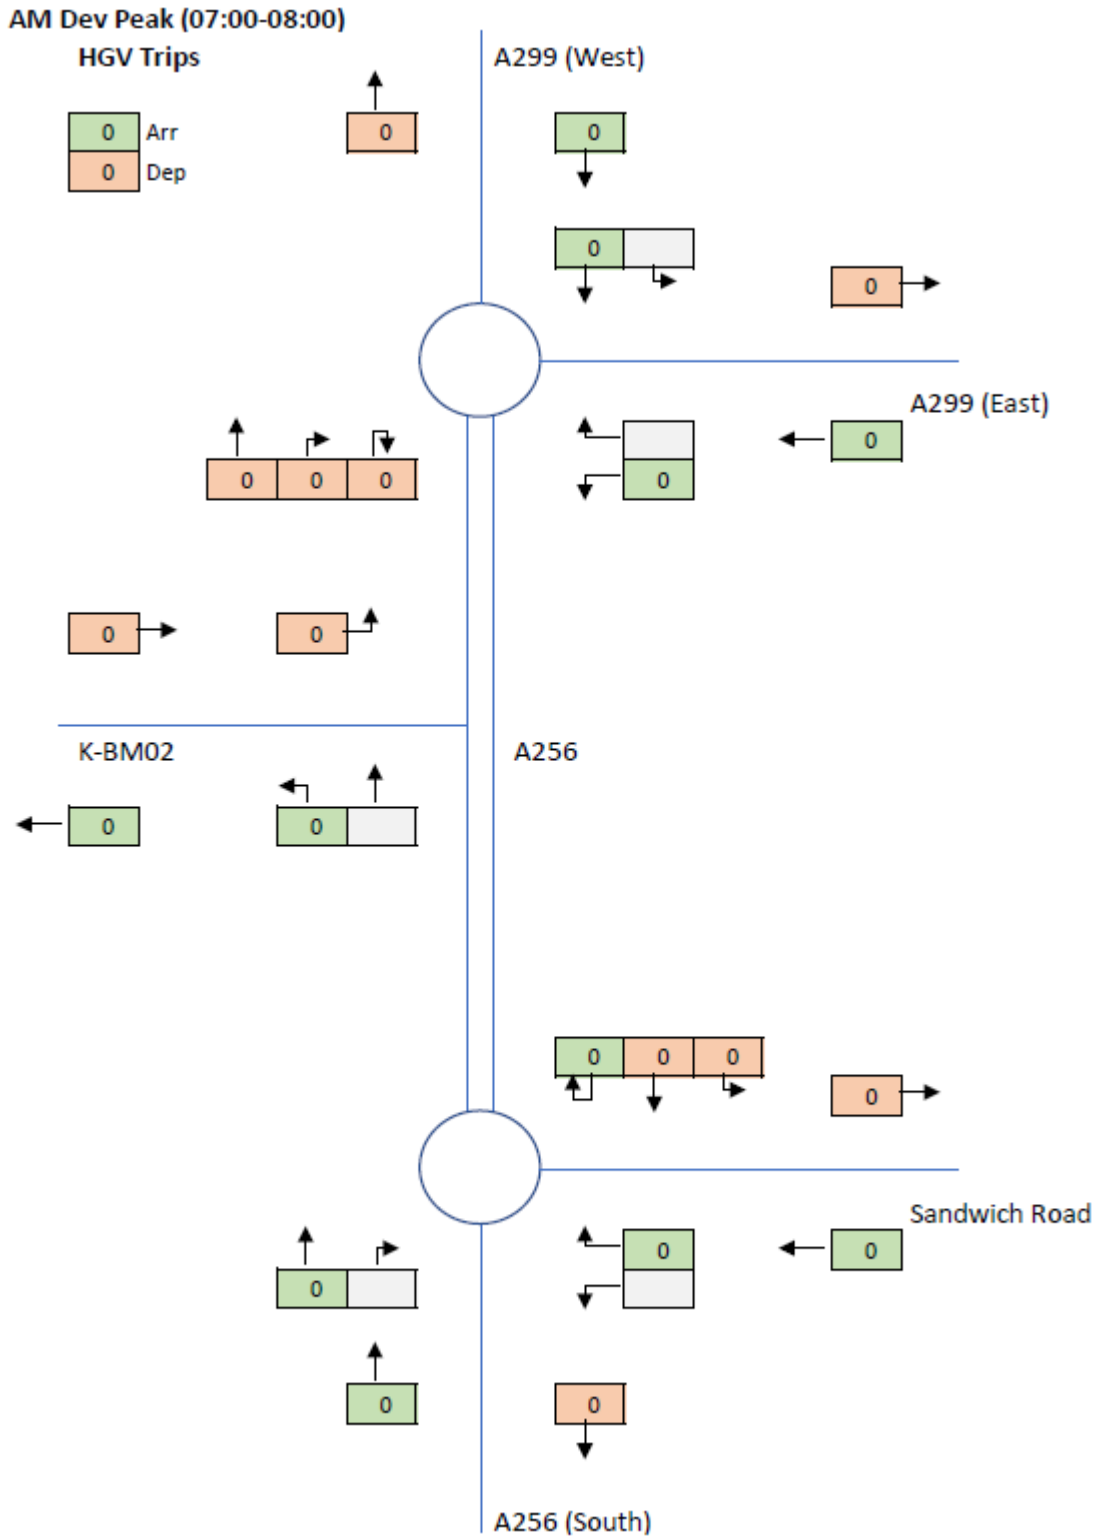 AM Dev Peak (07:00-08:00)
HGV Trips
A299 (West)
0 Arr
0
0
0 Dep
0
0
A299 (East)
0
0 0 0
0
0
0
K-BM02
A256
0
0
0 0 0
0
Sandwich Road
0
0
0
0
0
A256 (South)